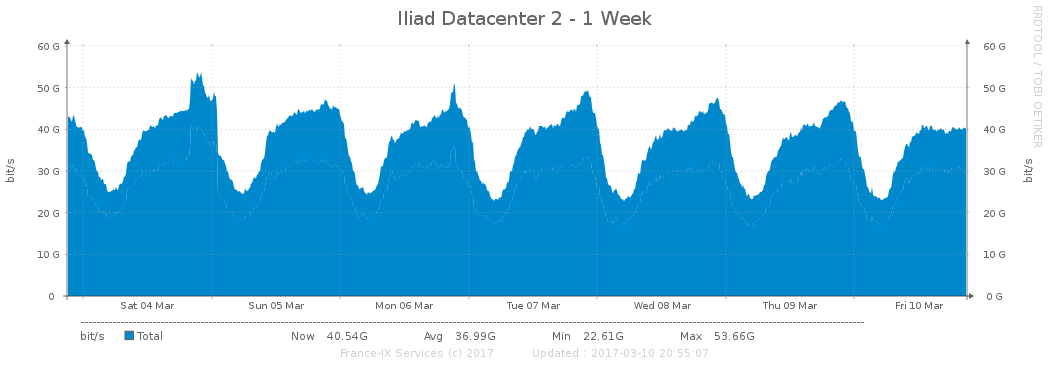 Iliad Datacenter 2 - 1 Week
RRDTOOL / TOBI OETIKER
60 G 60 G
50 G 50 G
40 G 40 G
30 G 30 G
20 G 20 G
10 G 10 G
0 0 G
bit/s
bit/s
Sat 04 Mar Sun 05 Mar Mon 06 Mar Tue 07 Mar Wed 08 Mar Thu 09 Mar Fri 10 Mar
bit/s Total Now 40.54G Avg 36.99G Min 22.61G Max 53.66G
France-IX Services (c) 2017 Updated : 2017-03-10 20:55:07